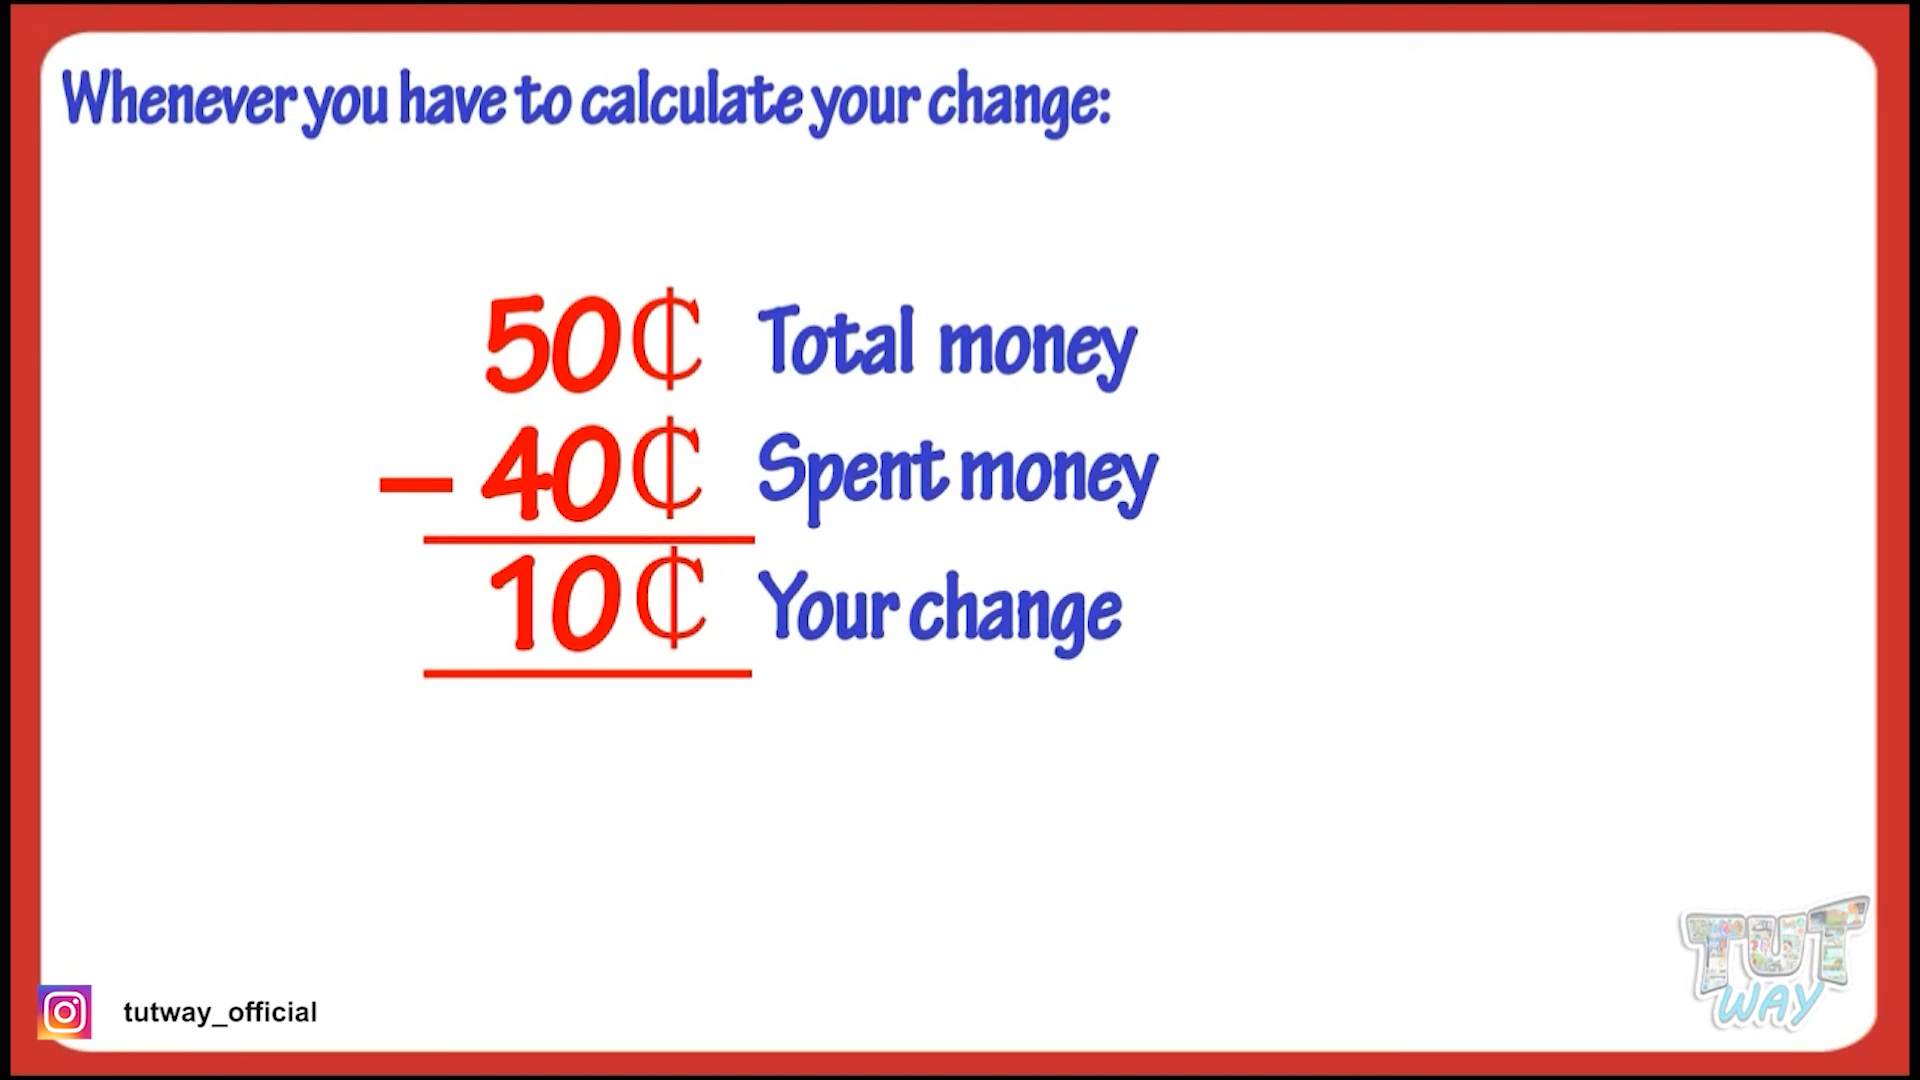 Whenever you have to calculate your change:
50₵ Total money
– 40₵ Spent money
10₵ Your change
TUT
WAY
tutway_official